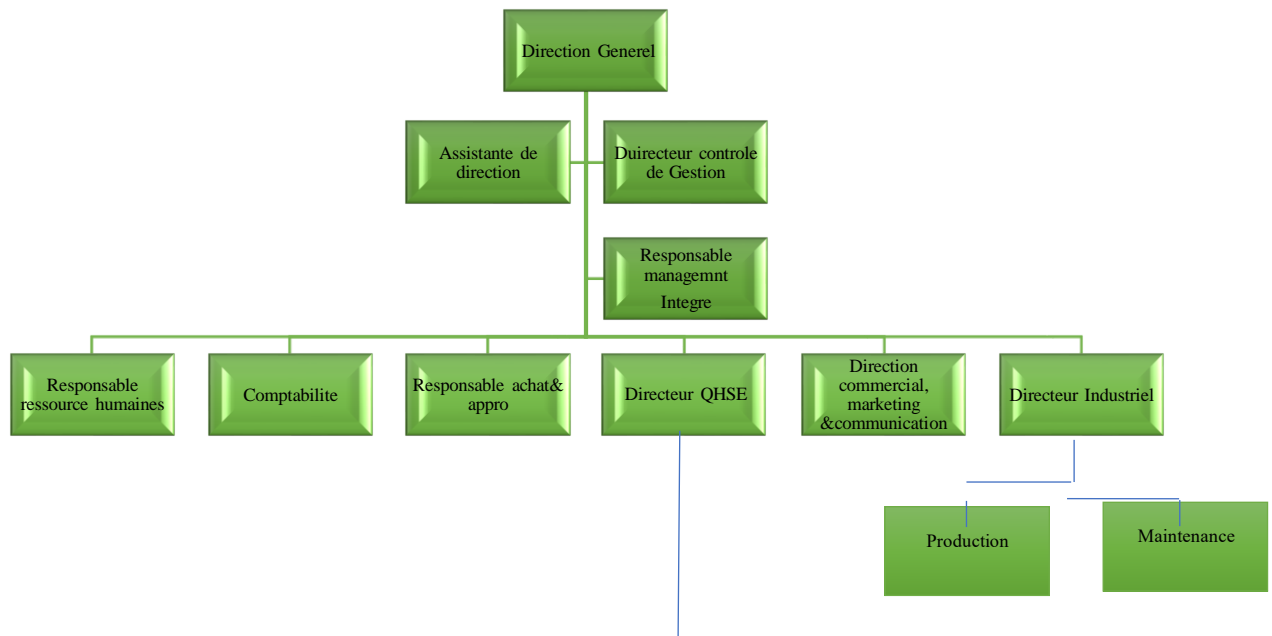 Direction Generel
Assistante de
direction
Duirecteur controle
de Gestion
Responsable
managemnt
Integre
Responsable
ressource humaines
Comptabilite
Responsable achat&
appro
Directeur QHSE
Direction
commercial,
marketing
&communication
Directeur Industriel
Production
Maintenance